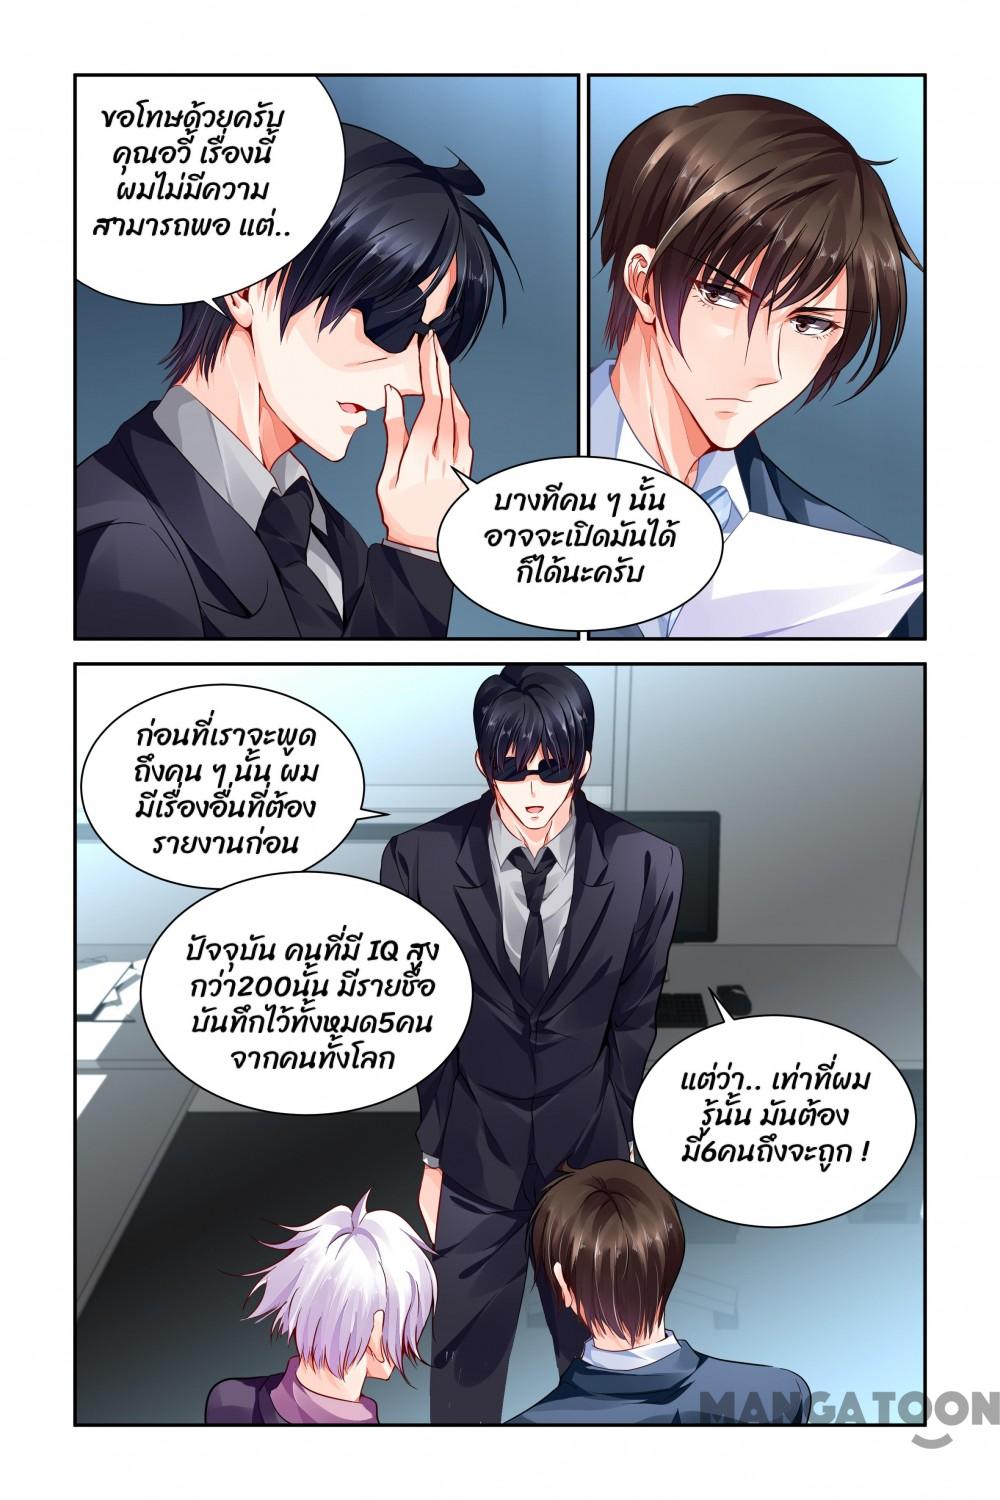 ขอโทษด้วยครับ
คุณอวี้ เรื่องนี้
ผมไม่มีความ
สามารถพอ แต่..
บางทีคน ๆ นั้น
อาจจะเปิดมันได้
ก็ได้นะครับ
ก่อนที่เราจะพูด
ถึงคน ๆ นั้น ผม
มีเรื่องอื่นที่ต้อง
รายงานก่อน
ปัจจุบัน คนที่มี IQ สูง
กว่า200นั้น มีรายชื่อ
บันทึกไว้ทั้งหมด5คน
จากคนทั้งโลก
แต่ว่า.. เท่าที่ผม
รู้นั้น มันต้อง
มี6คนถึงจะถูก !
MANGATOON